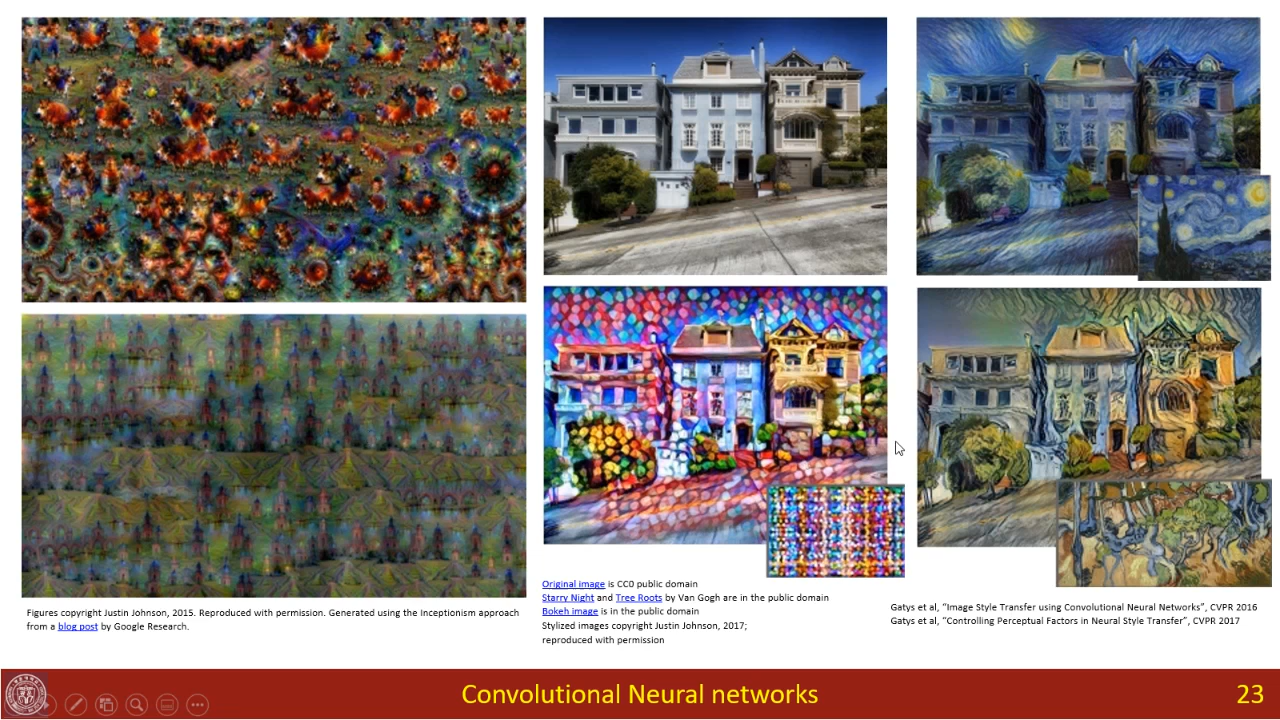 Figures copyright Justin Johnson, 2015. Reproduced with permission. Generated using the Inceptionism approach
from a blog post by Google Research.
Original image is CC0 public domain
Starry Night and Tree Roots by Van Gogh are in the public domain
Bokeh image is in the public domain
Stylized images copyright Justin Johnson, 2017;
reproduced with permission
Gatys et al, “Image Style Transfer using Convolutional Neural Networks”, CVPR 2016
Gatys et al, “Controlling Perceptual Factors in Neural Style Transfer”, CVPR 2017
Convolutional Neural networks
23